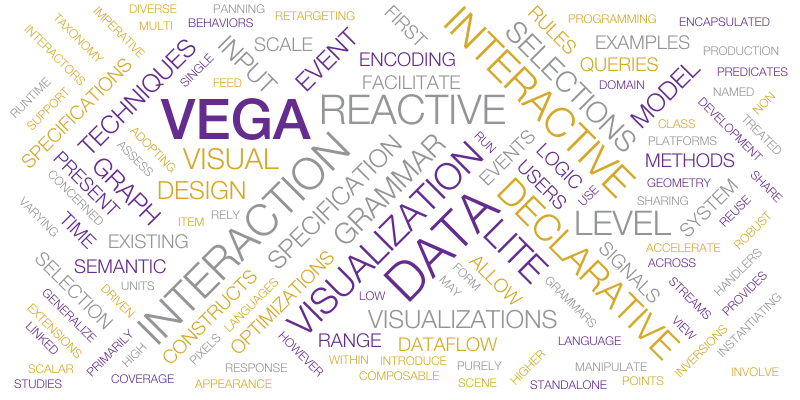 DIVERSE
PANNING
MULTI
BEHAVIORS
RETARGETING
TAXONOMY
IMPERATIVE
INTERACTORS
TECHNIQUES
SINGLE
INPUT
SCALE
EVENT
FIRST
INTERACTIVE
RULES
PROGRAMMING
ENCAPSULATED
SELECTIONS
EXAMPLES
PRODUCTION
QUERIES
PREDICATES
DOMAIN
MODEL
NAMED
NON
RUNTIME
SUPPORT
SPECIFICATIONS
FEED
ENCODING
FACILITATE
VEGA
REACTIVE
DEVELOPMENT
TREATED
CLASS
PLATFORMS
METHODS
ADOPTING
ASSESS
VISUAL
DESIGN
GRAPH
PRESENT
CONCERNED
INTERACTION
SPECIFICATION
GRAMMAR
RUN
EVENTS
LOGIC
USERS
USE
GEOMETRY
SHARE
SHARING
SYSTEM
REUSE
VARYING
TIME
ITEM
RELY
EXISTING
VISUALIZATION
DATA
LITE
DECLARATIVE
LEVEL
ROBUST
ACCELERATE
ACROSS
HANDLERS
SEMANTIC
SELECTION
UNITS
DRIVEN
CONSTRUCTS
LANGUAGES
OPTIMIZATIONS
LOW
FORM
MAY
ALLOW
GRAMMARS
SIGNALS
STREAMS
PROVIDES
GENERALIZE
EXTENSIONS
LINKED
PRIMARILY
HIGH
PIXELS
VISUALIZATIONS
VIEW
INSTANTIATING
INVERSIONS
HOWEVER
RANGE
DATAFLOW
LANGUAGE
SCALAR
STUDIES
COVERAGE
RESPONSE
APPEARANCE
WITHIN
INTRODUCE
COMPOSABLE
PURELY
SCENE
HIGHER
STANDALONE
MANIPULATE
POINTS
INVOLVE